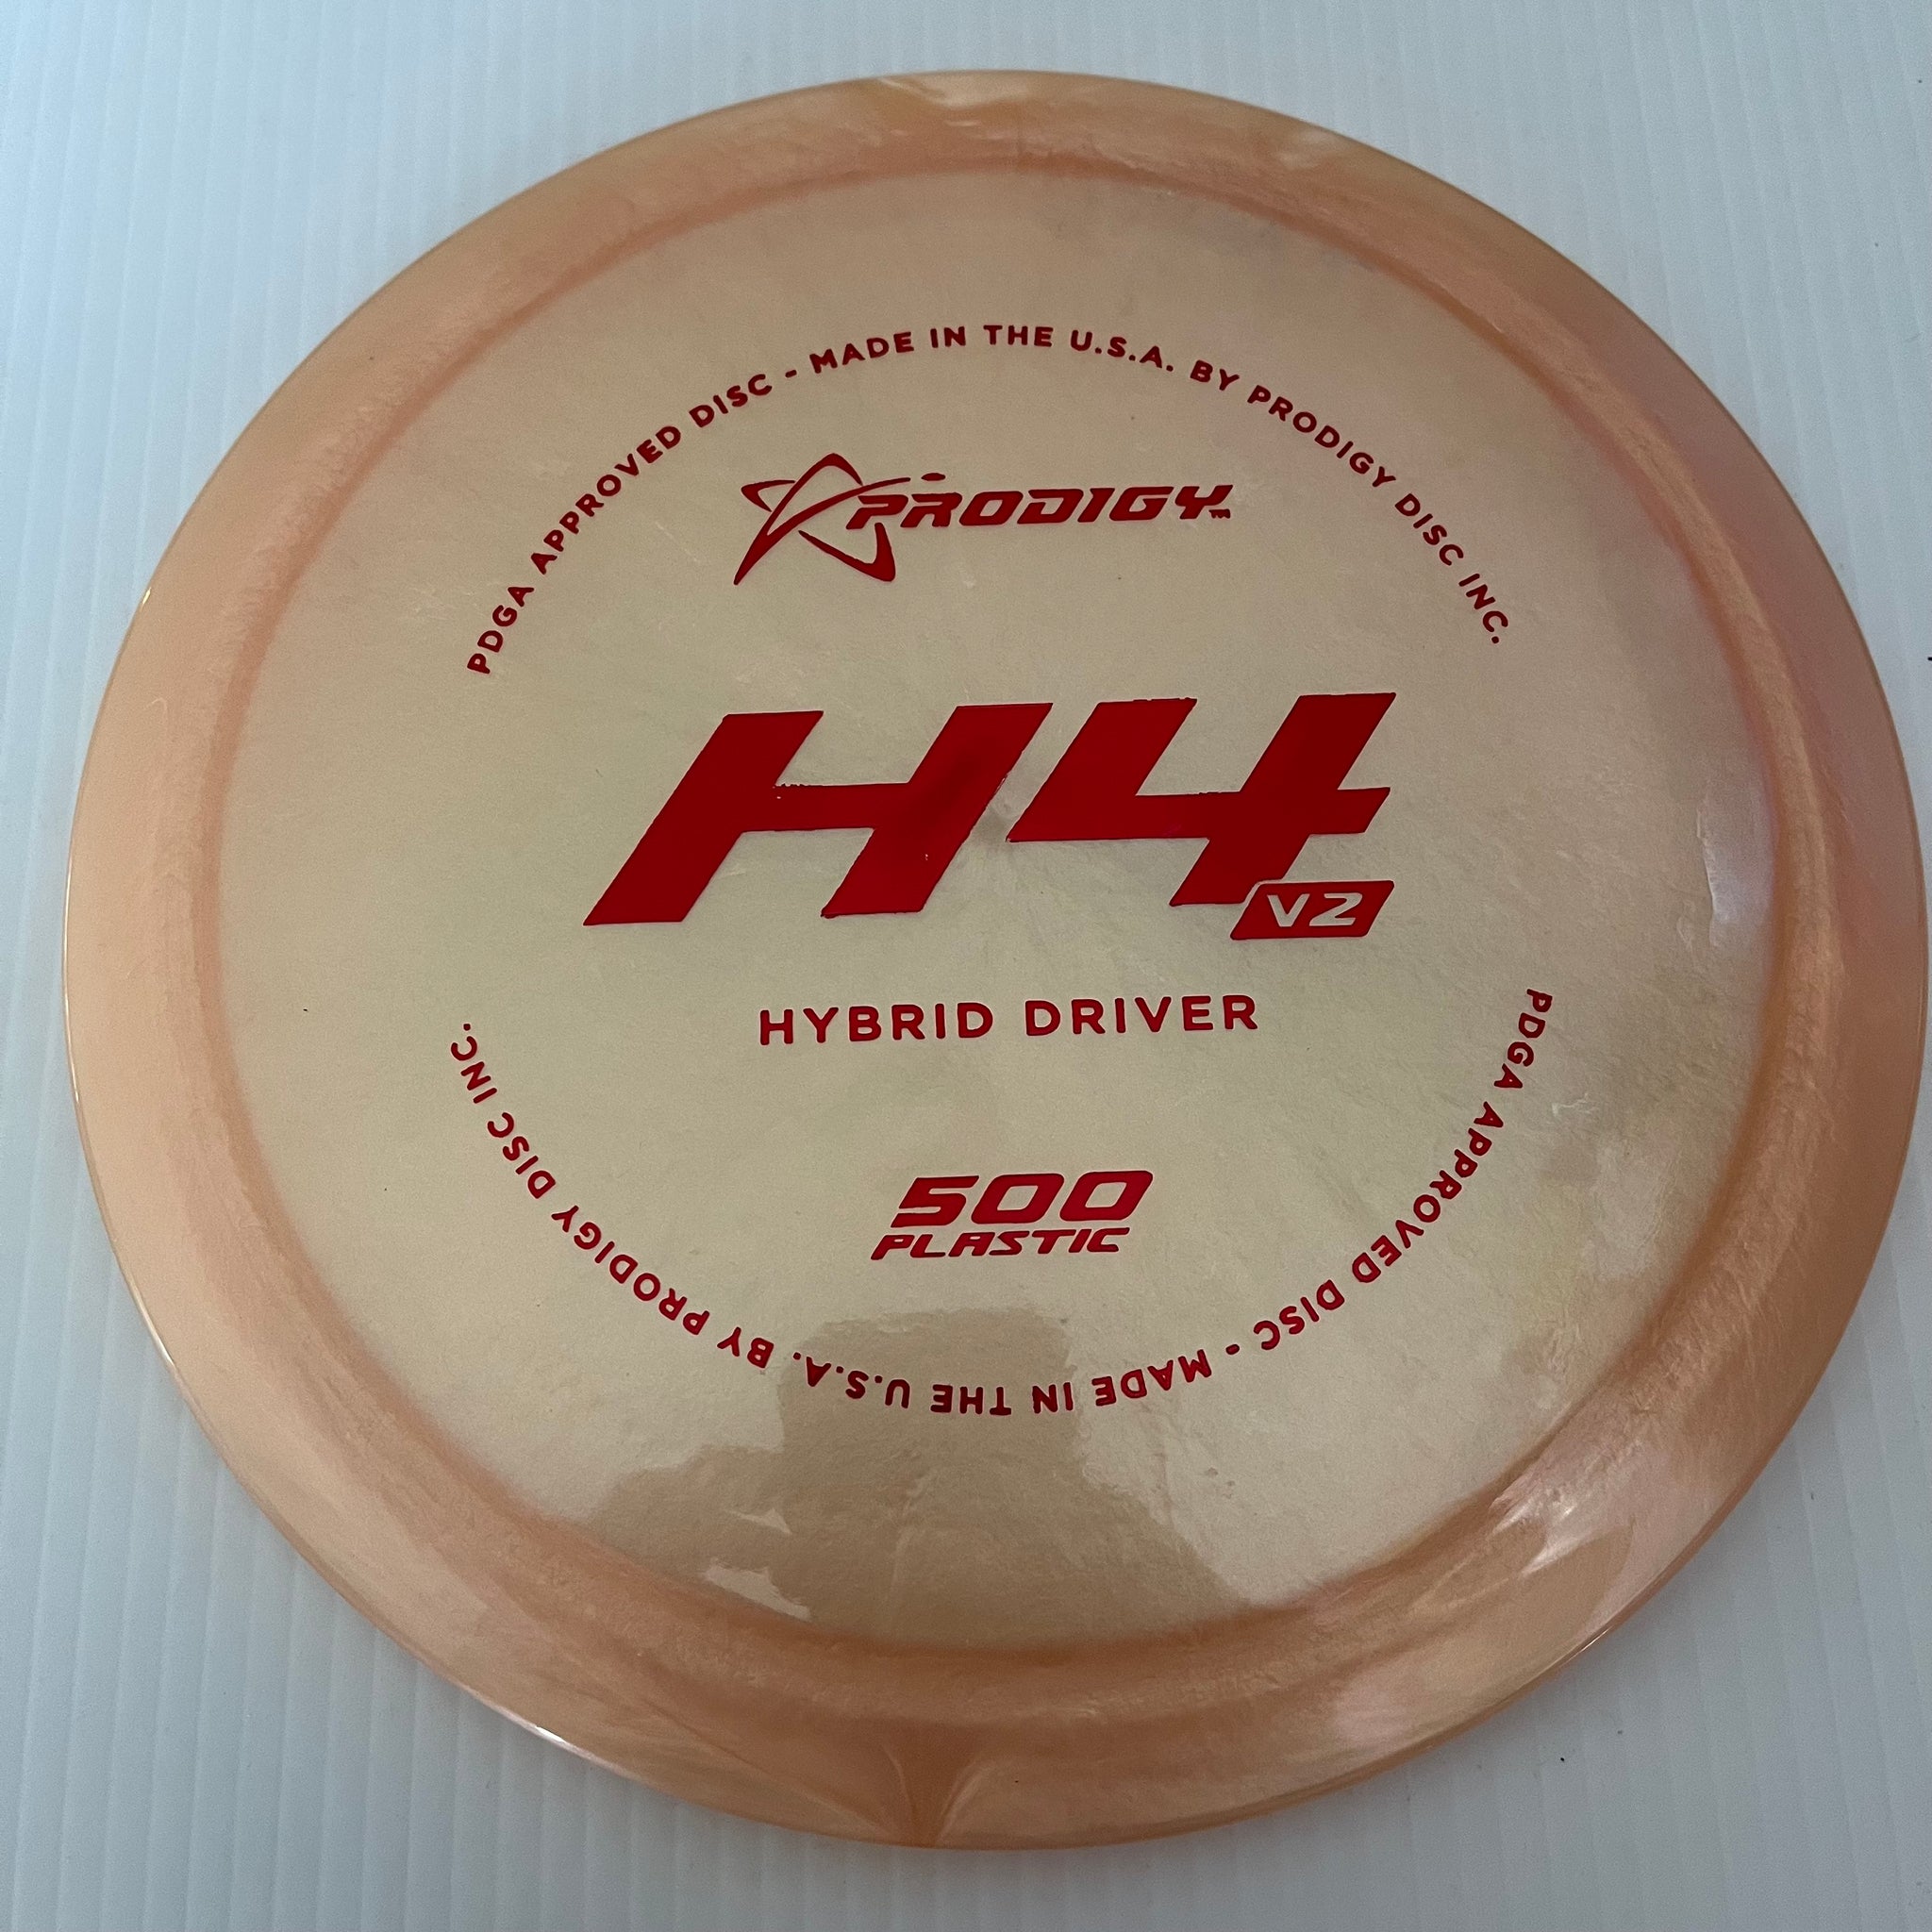 PDGA APPROVED DISC - MADE IN THE U.S.A. BY PRODIGY DISC INC.
PRODIGY™
H4
V2
HYBRID DRIVER
500
PLASTIC
PDGA APPROVED DISC - MADE IN THE U.S.A. BY PRODIGY DISC INC.